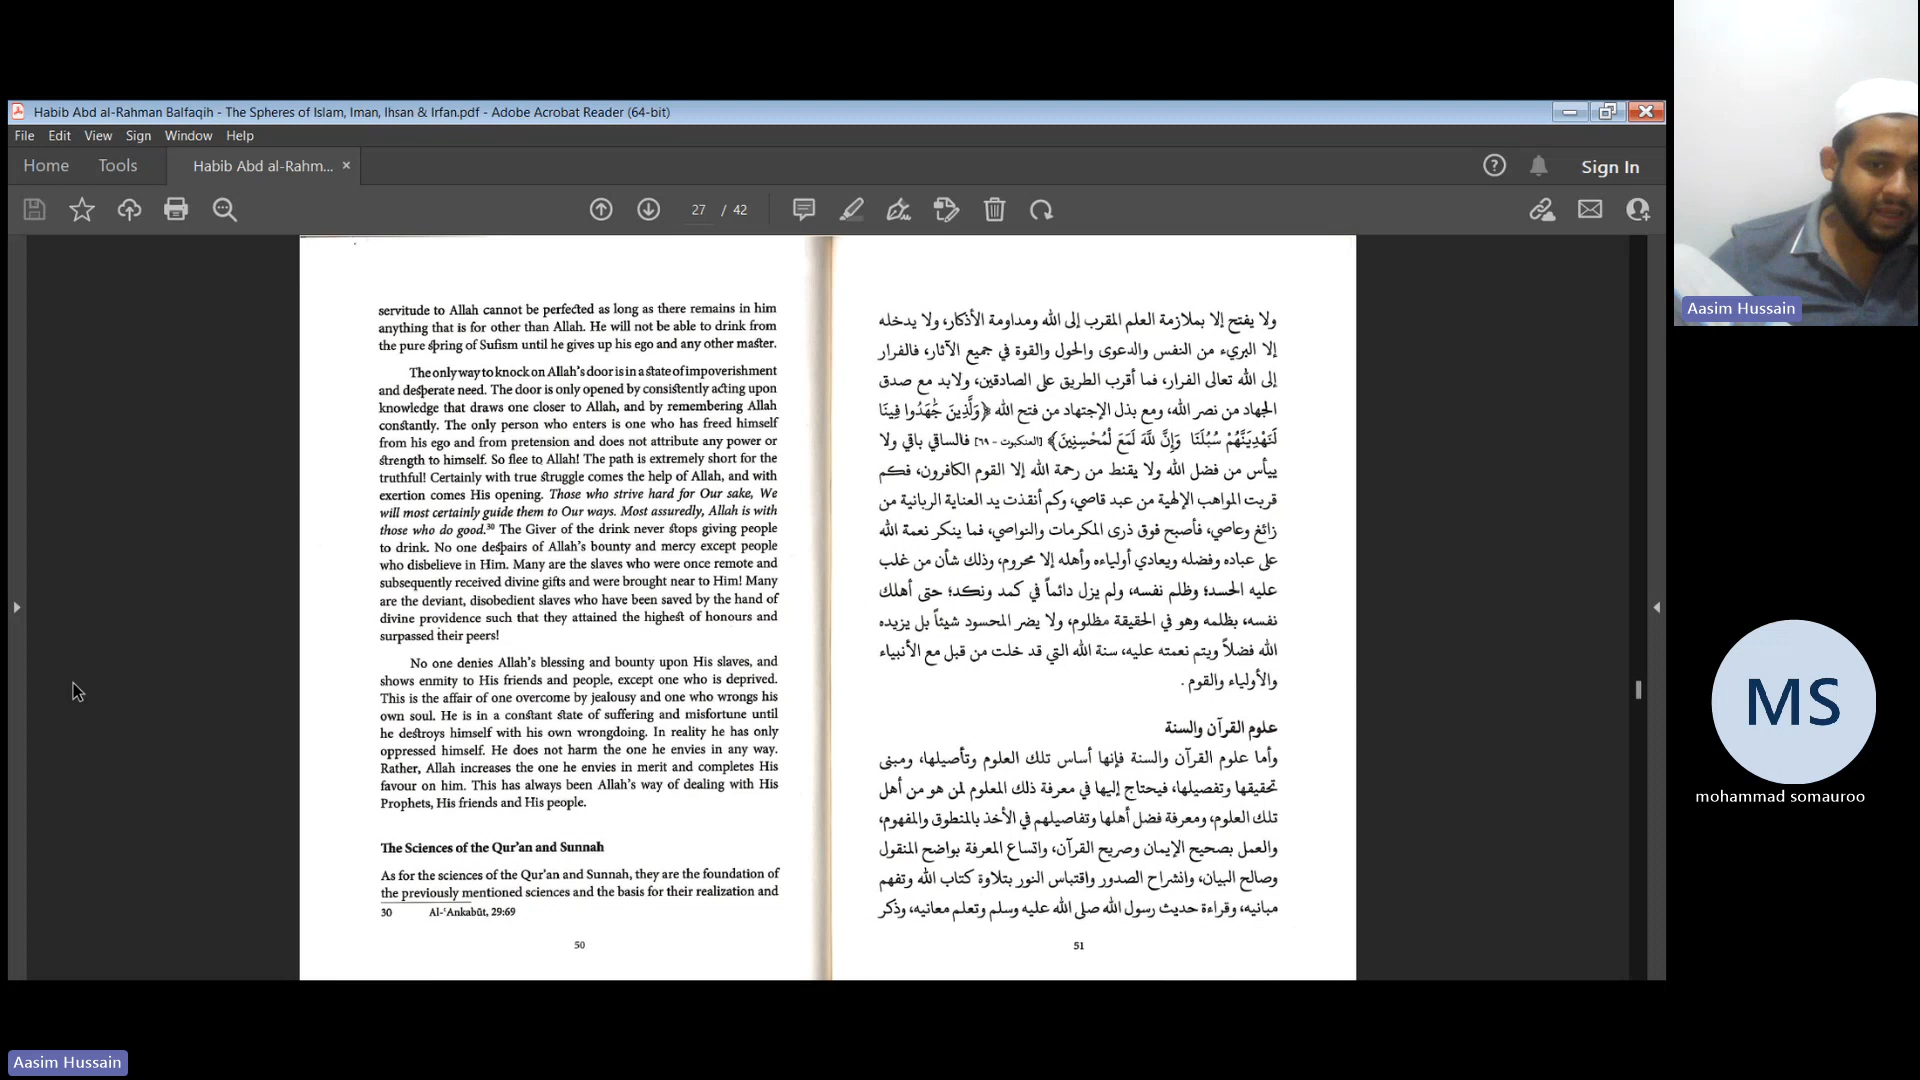 Habib Abd al-Rahman Balfaqih - The Spheres of Islam, Iman, Ihsan & Irfan.pdf - Adobe Acrobat Reader (64-bit)
File Edit View Sign Window Help
Home Tools Habib Abd al-Rahm... × Sign In
27 / 42
servitude to Allah cannot be perfected as long as there remains in him
anything that is for other than Allah. He will not be able to drink from
the pure spring of Sufism until he gives up his ego and any other master.
The only way to knock on Allah's door is in a state of impoverishment
and desperate need. The door is only opened by consistently acting upon
knowledge that draws one closer to Allah, and by remembering Allah
constantly. The only person who enters is one who has freed himself
from his ego and from pretension and does not attribute any power or
strength to himself. So flee to Allah! The path is extremely short for the
truthful! Certainly with true struggle comes the help of Allah, and with
exertion comes His opening. Those who strive hard for Our sake, We
will most certainly guide them to Our ways. Most assuredly, Allah is with
those who do good.30 The Giver of the drink never stops giving people
to drink. No one despairs of Allah's bounty and mercy except people
who disbelieve in Him. Many are the slaves who were once remote and
subsequently received divine gifts and were brought near to Him! Many
are the deviant, disobedient slaves who have been saved by the hand of
divine providence such that they attained the highest of honours and
surpassed their peers!
No one denies Allah's blessing and bounty upon His slaves, and
shows enmity to His friends and people, except one who is deprived.
This is the affair of one overcome by jealousy and one who wrongs his
own soul. He is in a constant state of suffering and misfortune until
he destroys himself with his own wrongdoing. In reality he has only
oppressed himself. He does not harm the one he envies in any way.
Rather, Allah increases the one he envies in merit and completes His
favour on him. This has always been Allah's way of dealing with His
Prophets, His friends and His people.
The Sciences of the Qur'an and Sunnah
As for the sciences of the Qur'an and Sunnah, they are the foundation of
the previously mentioned sciences and the basis for their realization and
30 Al-ʿAnkabūt, 29:69
50
ولا يفتح إلا بملازمة العلم المقرب إلى الله ومداومة الأذكار، ولا يدخله
إلا البريء من النفس والدعوى والحول والقوة في جميع الآثار، فالفرار
إلى الله تعالى الفرار، فما أقرب الطريق على الصادقين، ولابد مع صدق
الجهاد من نصر الله، ومع بذل الإجتهاد من فتح الله ﴿وَلَّذِينَ جَٰهَدُوا فِينَا
لَنَهْدِيَنَّهُمْ سُبُلَنَا وَإِنَّ للَّهَ لَمَعَ لْمُحْسِنِينَ﴾ [العنكبوت - ٦٩] فالساقي باقي ولا
ييأس من فضل الله ولا يقنط من رحمة الله إلا القوم الكافرون، فكم
قربت المواهب الإلهية من عبد قاصي، وكم أنقذت يد العناية الربانية من
زائغ وعاصي، فأصبح فوق ذرى المكرمات والنواصي، فما ينكر نعمة الله
على عباده وفضله ويعادي أولياءه وأهله إلا محروم، وذلك شأن من غلب
عليه الحسد؛ وظلم نفسه، ولم يزل دائماً في كمد ونكد؛ حتى أهلك
نفسه، بظلمه وهو في الحقيقة مظلوم، ولا يضر المحسود شيئاً بل يزيده
الله فضلاً ويتم نعمته عليه، سنة الله التي قد خلت من قبل مع الأنبياء
والأولياء والقوم .
علوم القرآن والسنة
وأما علوم القرآن والسنة فإنها أساس تلك العلوم وتأصيلها، ومبنى
تحقيقها وتفصيلها، فيحتاج إليها في معرفة ذلك المعلوم لمن هو من أهل
تلك العلوم، ومعرفة فضل أهلها وتفاصيلهم في الأخذ بالمنطوق والمفهوم،
والعمل بصحيح الإيمان وصريح القرآن، واتساع المعرفة بواضح المنقول
وصالح البيان، وانشراح الصدور واقتباس النور بتلاوة كتاب الله وتفهم
مبانيه، وقراءة حديث رسول الله صلى الله عليه وسلم وتعلم معانيه، وذكر
51
Aasim Hussain
MS
mohammad somauroo
Aasim Hussain